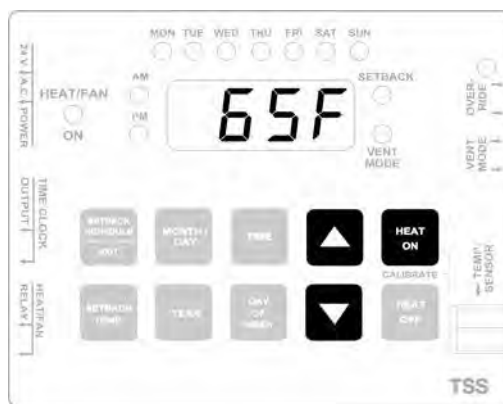 MON TUE WED THU FRI SAT SUN
24 V. A.C. POWER
HEAT/FAN
ON
AM
PM
65F
SETBACK
VENT
MODE
OVER-
RIDE
VENT
MODE
TIME CLOCK
OUTPUT
SETBACK
SCHEDULE
MONTH/
DAY
TIME
HEAT
ON
CALIBRATE
TEMP.
SENSOR
HEAT/FAN
RELAY
SETBACK
TEMP
YEAR
DAY
OF
WEEK
HEAT
OFF
TSS